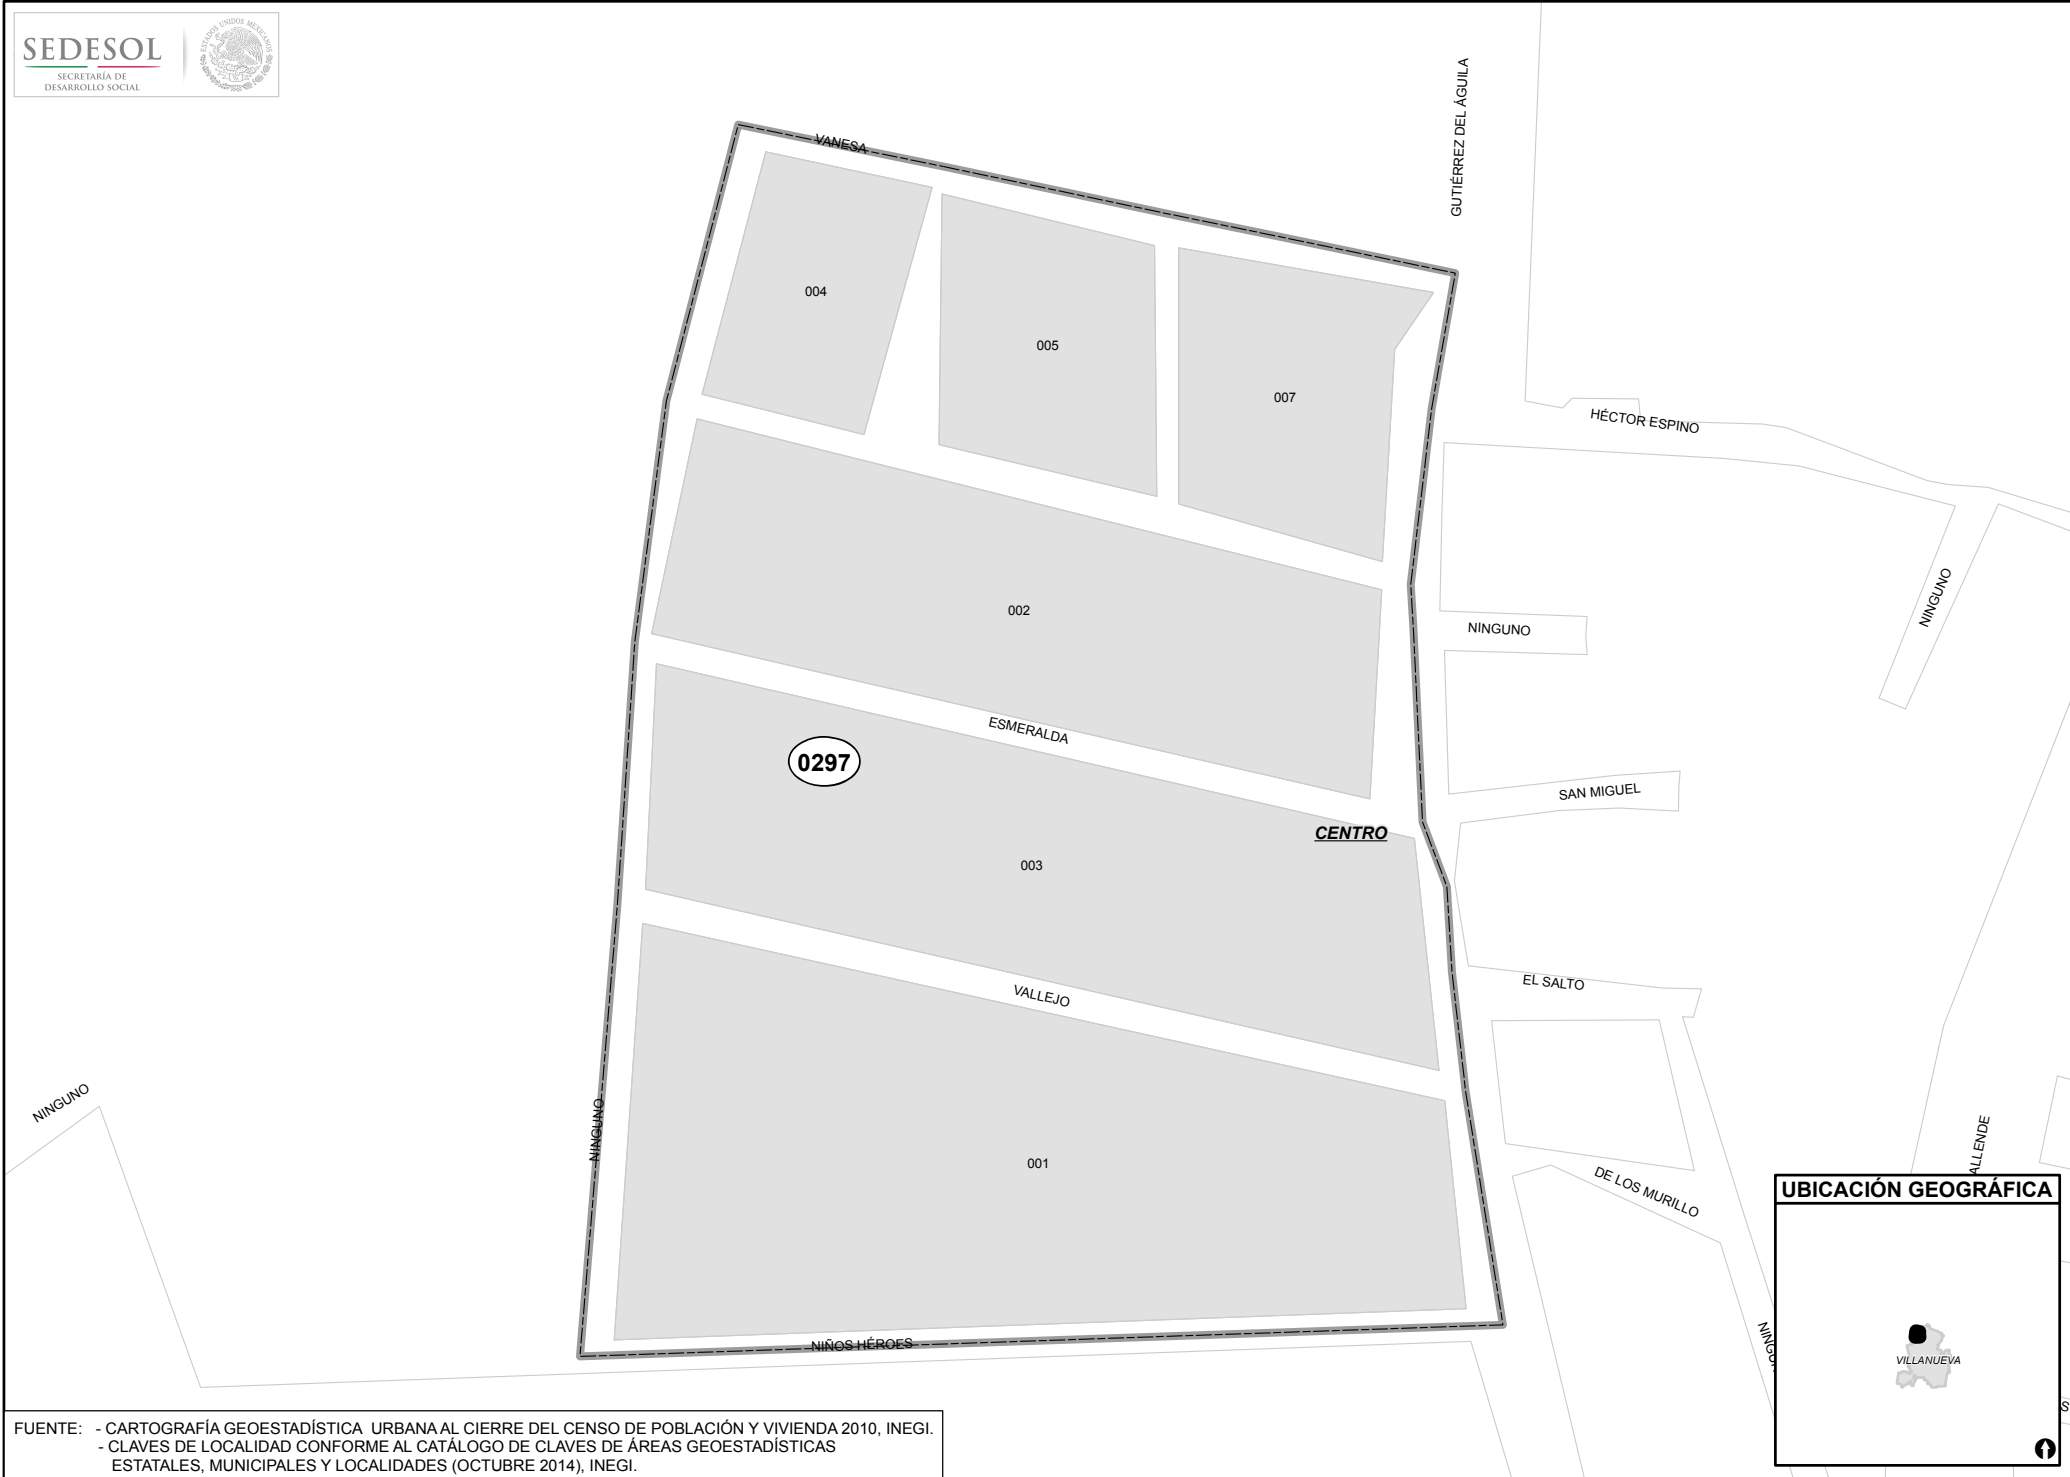 SEDESOL
SECRETARÍA DE
DESARROLLO SOCIAL
ESTADOS UNIDOS MEXICANOS
GUTIÉRREZ DEL ÁGUILA
VANESA
004
005
007
HÉCTOR ESPINO
NINGUNO
002
NINGUNO
ESMERALDA
0297
SAN MIGUEL
CENTRO
003
EL SALTO
VALLEJO
NINGUNO
NINGUNO
ALLENDE
001
DE LOS MURILLO
NIÑOS HÉROES
UBICACIÓN GEOGRÁFICA
VILLANUEVA
FUENTE: - CARTOGRAFÍA GEOESTADÍSTICA URBANA AL CIERRE DEL CENSO DE POBLACIÓN Y VIVIENDA 2010, INEGI.
- CLAVES DE LOCALIDAD CONFORME AL CATÁLOGO DE CLAVES DE ÁREAS GEOESTADÍSTICAS
ESTATALES, MUNICIPALES Y LOCALIDADES (OCTUBRE 2014), INEGI.